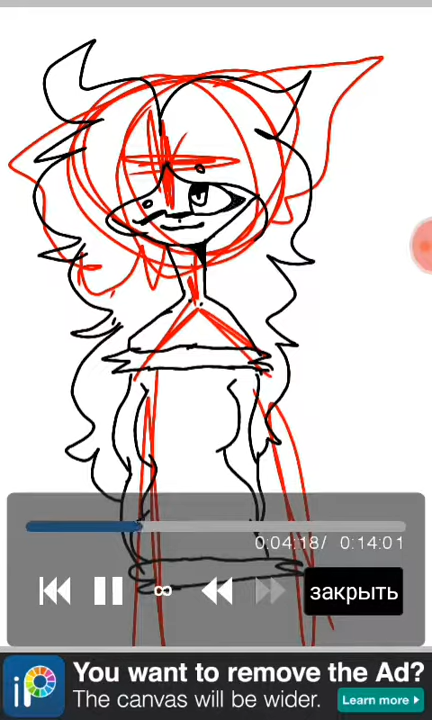 0:04:18/ 0:14:01
∞
закрыть
You want to remove the Ad?
The canvas will be wider.
Learn more
iP